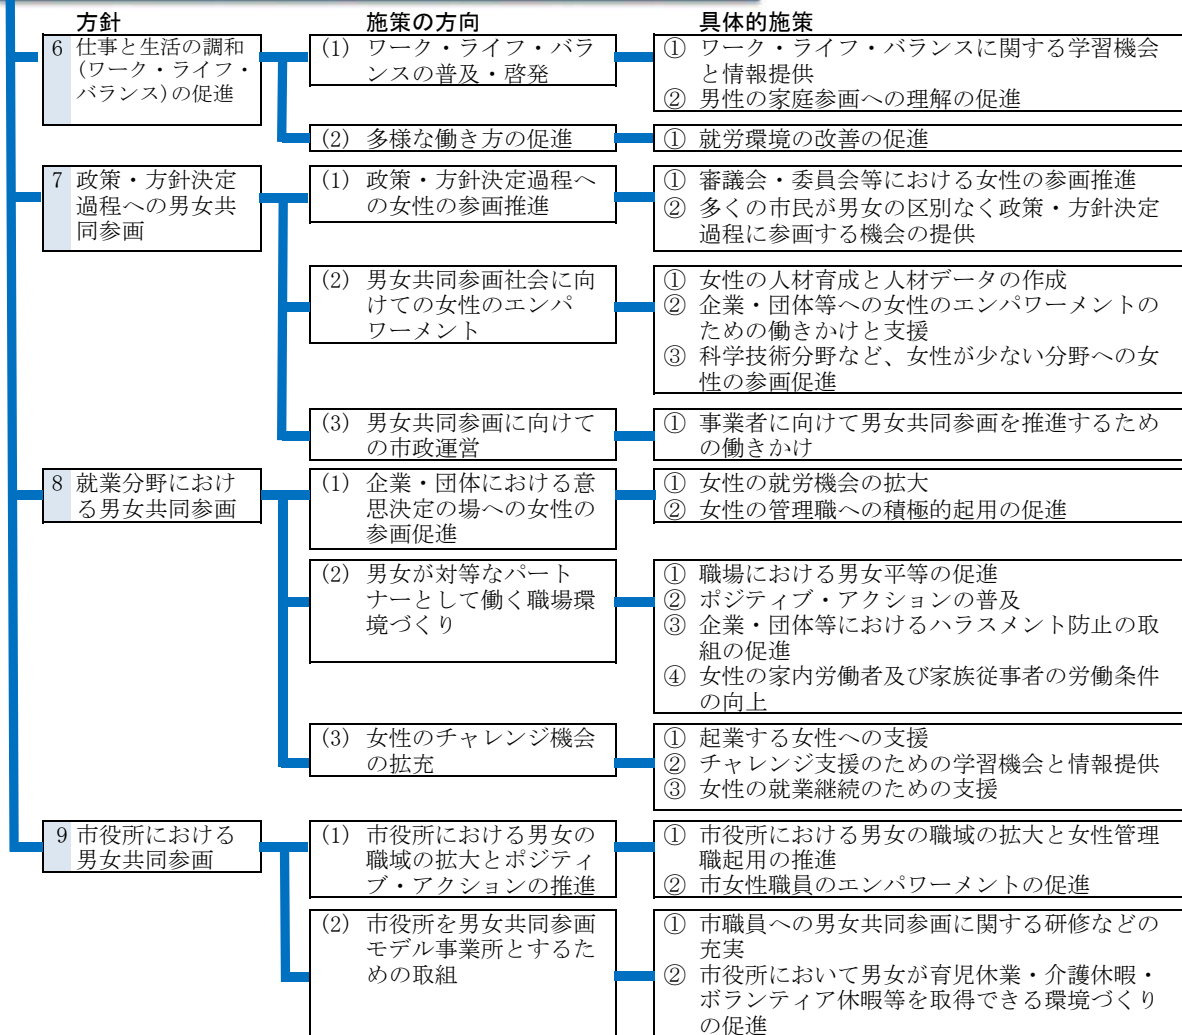 方針 施策の方向 具体的施策
6 仕事と生活の調和
(ワーク・ライフ・
バランス)の促進
(1) ワーク・ライフ・バラ
ンスの普及・啓発
① ワーク・ライフ・バランスに関する学習機会
と情報提供
② 男性の家庭参画への理解の促進
(2) 多様な働き方の促進
① 就労環境の改善の促進
7 政策・方針決定
過程への男女共
同参画
(1) 政策・方針決定過程へ
の女性の参画推進
① 審議会・委員会等における女性の参画推進
② 多くの市民が男女の区別なく政策・方針決定
過程に参画する機会の提供
(2) 男女共同参画社会に向
けての女性のエンパ
ワーメント
① 女性の人材育成と人材データの作成
② 企業・団体等への女性のエンパワーメントの
ための働きかけと支援
③ 科学技術分野など、女性が少ない分野への女
性の参画促進
(3) 男女共同参画に向けて
の市政運営
① 事業者に向けて男女共同参画を推進するため
の働きかけ
8 就業分野におけ
る男女共同参画
(1) 企業・団体における意
思決定の場への女性の
参画促進
① 女性の就労機会の拡大
② 女性の管理職への積極的起用の促進
(2) 男女が対等なパート
ナーとして働く職場環
境づくり
① 職場における男女平等の促進
② ポジティブ・アクションの普及
③ 企業・団体等におけるハラスメント防止の取
組の促進
④ 女性の家内労働者及び家族従事者の労働条件
の向上
(3) 女性のチャレンジ機会
の拡充
① 起業する女性への支援
② チャレンジ支援のための学習機会と情報提供
③ 女性の就業継続のための支援
9 市役所における
男女共同参画
(1) 市役所における男女の
職域の拡大とポジティ
ブ・アクションの推進
① 市役所における男女の職域の拡大と女性管理
職起用の推進
② 市女性職員のエンパワーメントの促進
(2) 市役所を男女共同参画
モデル事業所とするた
めの取組
① 市職員への男女共同参画に関する研修などの
充実
② 市役所において男女が育児休業・介護休暇・
ボランティア休暇等を取得できる環境づくり
の促進